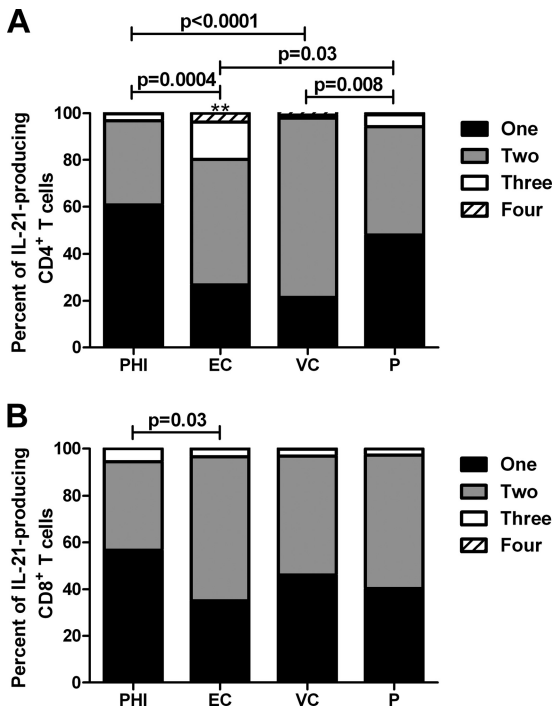 A
p<0.0001
p=0.03
p=0.0004
p=0.008
**
Percent of IL-21-producing
CD4+ T cells
100
80
60
40
20
0
PHI EC VC P
One
Two
Three
Four
B
p=0.03
Percent of IL-21-producing
CD8+ T cells
100
80
60
40
20
0
PHI EC VC P
One
Two
Three
Four